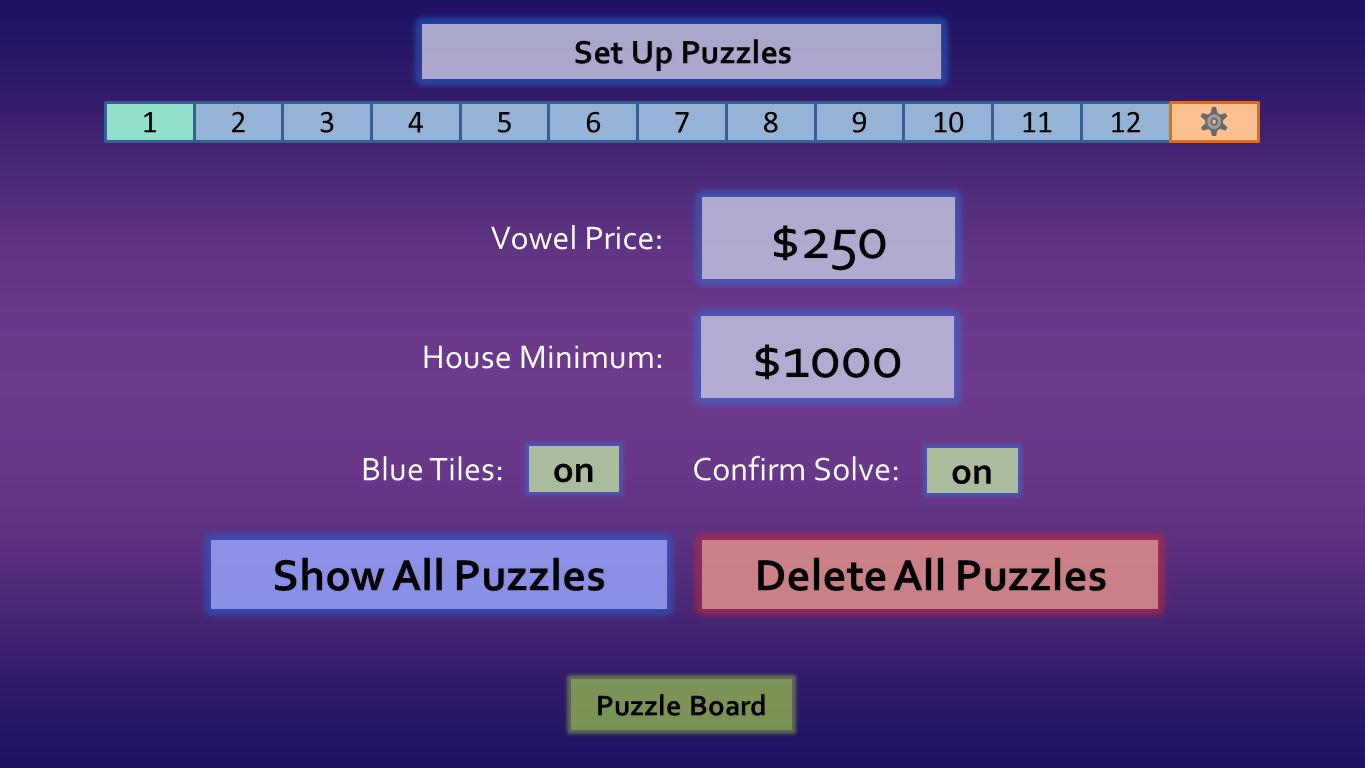 Set Up Puzzles
1 2 3 4 5 6 7 8 9 10 11 12
Vowel Price: $250
House Minimum: $1000
Blue Tiles: on Confirm Solve: on
Show All Puzzles Delete All Puzzles
Puzzle Board